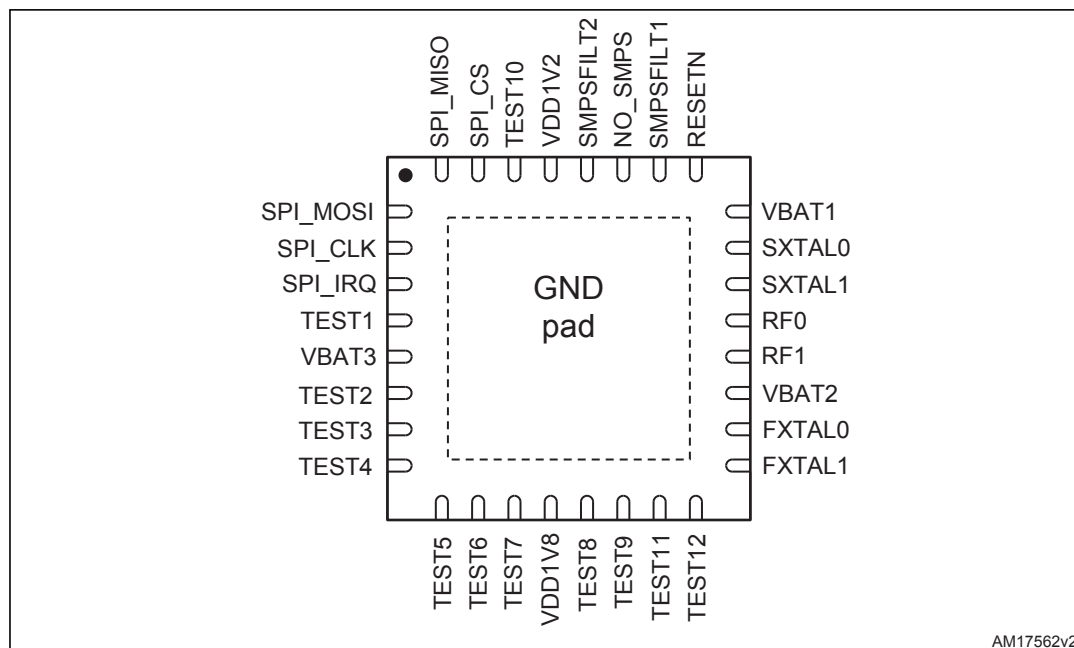 SPI_MISO
SPI_CS
TEST10
VDD1V2
SMPSFILT2
NO_SMPS
SMPSFILT1
RESETN
SPI_MOSI
SPI_CLK
SPI_IRQ
TEST1
VBAT3
TEST2
TEST3
TEST4
GND
pad
VBAT1
SXTAL0
SXTAL1
RF0
RF1
VBAT2
FXTAL0
FXTAL1
TEST5
TEST6
TEST7
VDD1V8
TEST8
TEST9
TEST11
TEST12
AM17562v2